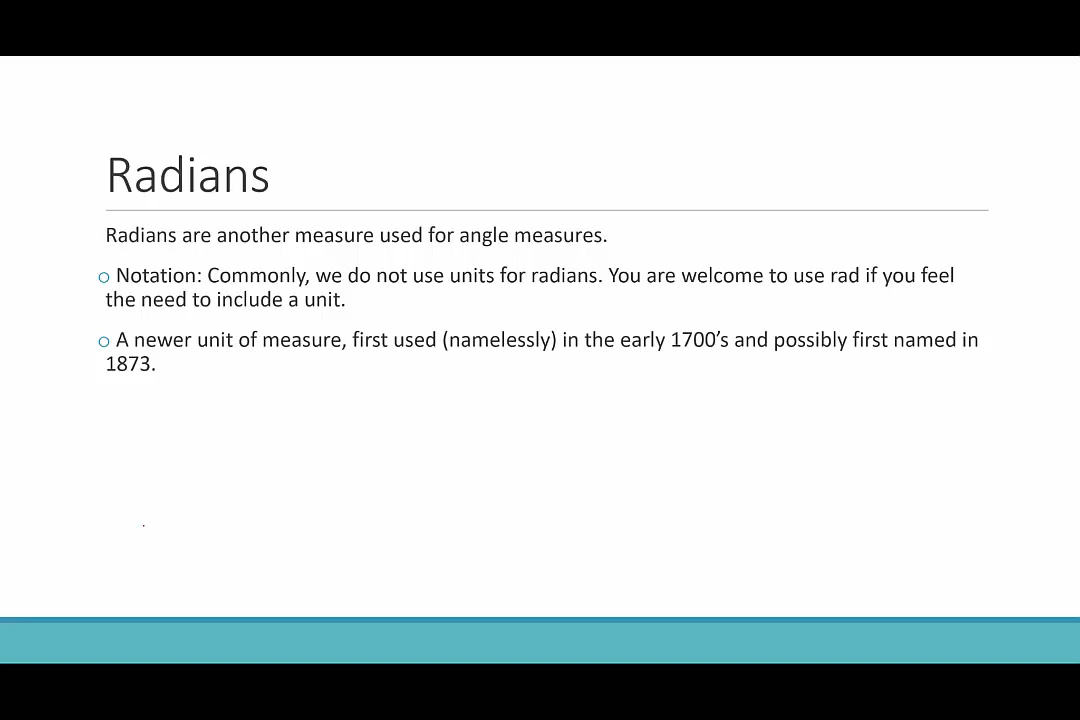 Radians
Radians are another measure used for angle measures.
o Notation: Commonly, we do not use units for radians. You are welcome to use rad if you feel
the need to include a unit.
o A newer unit of measure, first used (namelessly) in the early 1700's and possibly first named in
1873.
.